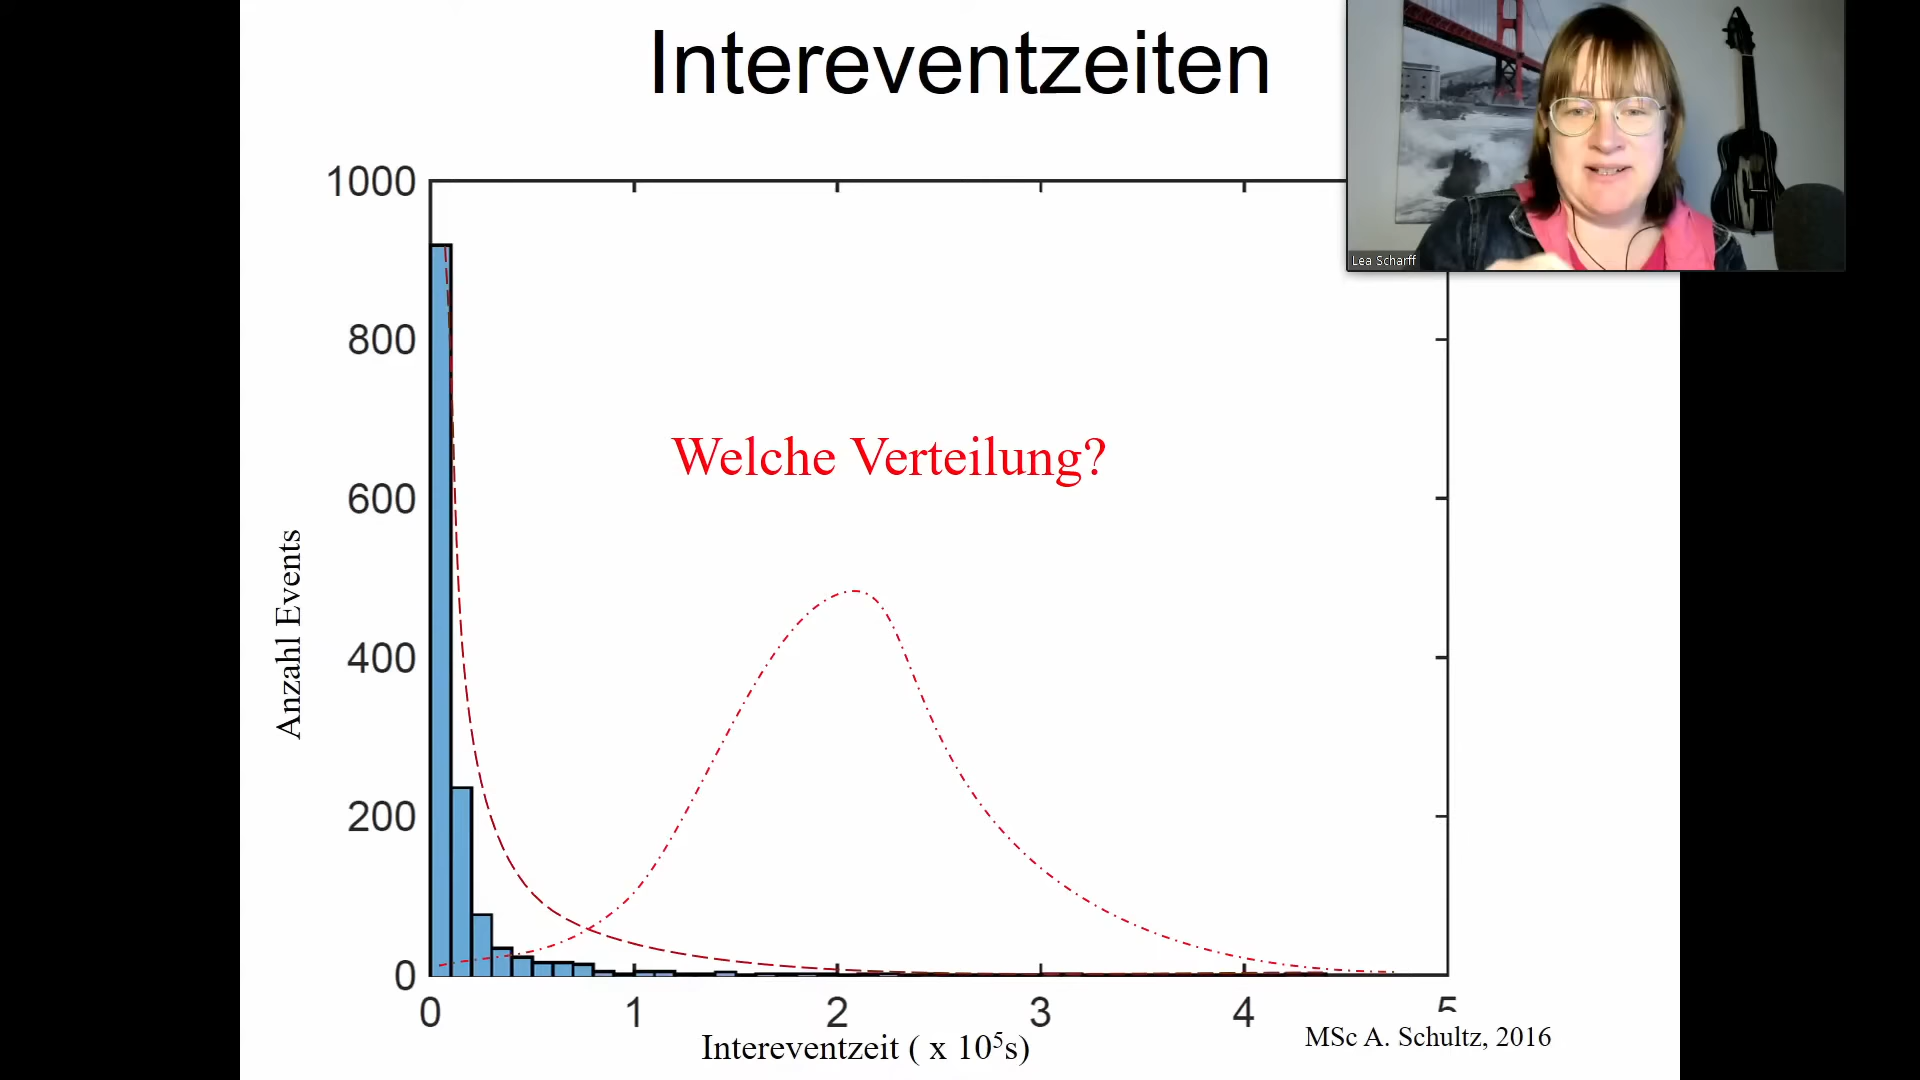 Intereventzeiten
Lea Scharff
1000
800
Welche Verteilung?
600
400
200
0
Anzahl Events
0 1 2 3 4 5
Intereventzeit ( x 10⁵s)
MSc A. Schultz, 2016